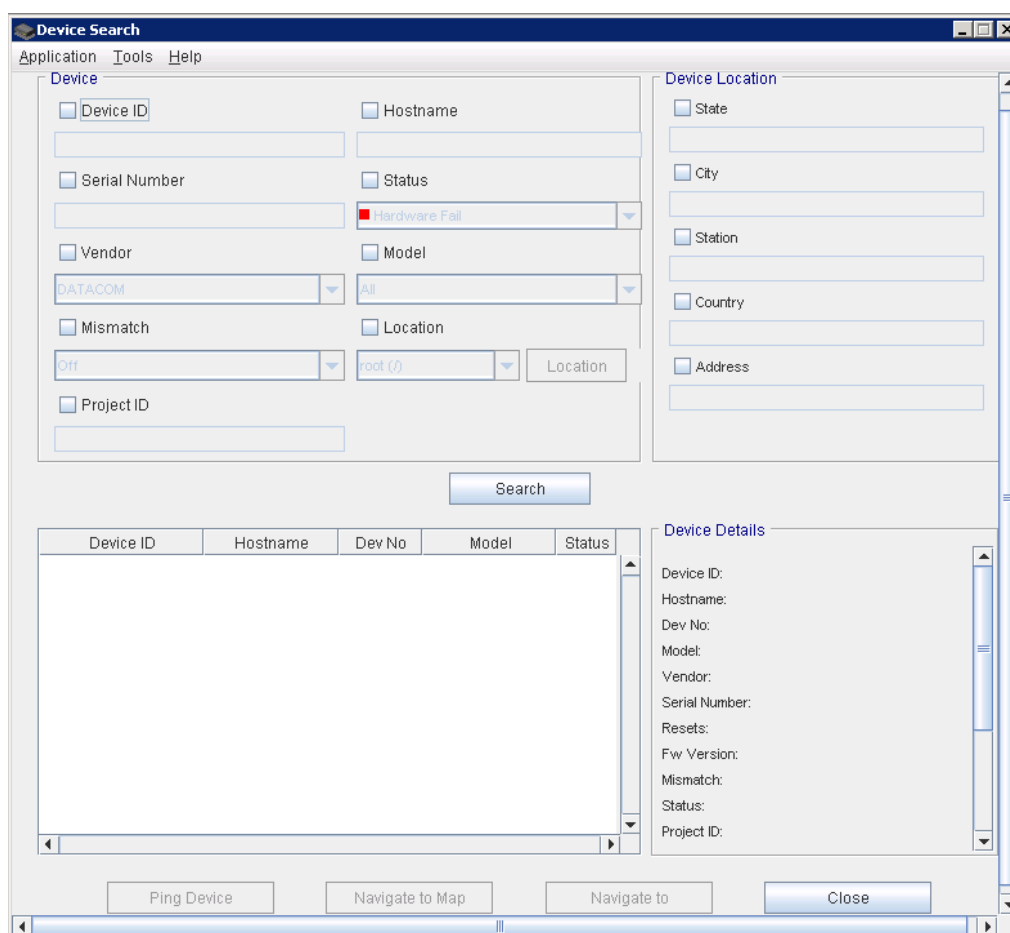 Device Search
Application Tools Help
Device
Device ID
Hostname
Serial Number
Status
Hardware Fail
Vendor
Model
DATACOM
All
Mismatch
Location
Off
root (/)
Location
Project ID
Device Location
State
City
Station
Country
Address
Search
Device ID Hostname Dev No Model Status
Device Details
Device ID:
Hostname:
Dev No:
Model:
Vendor:
Serial Number:
Resets:
Fw Version:
Mismatch:
Status:
Project ID:
Ping Device Navigate to Map Navigate to Close